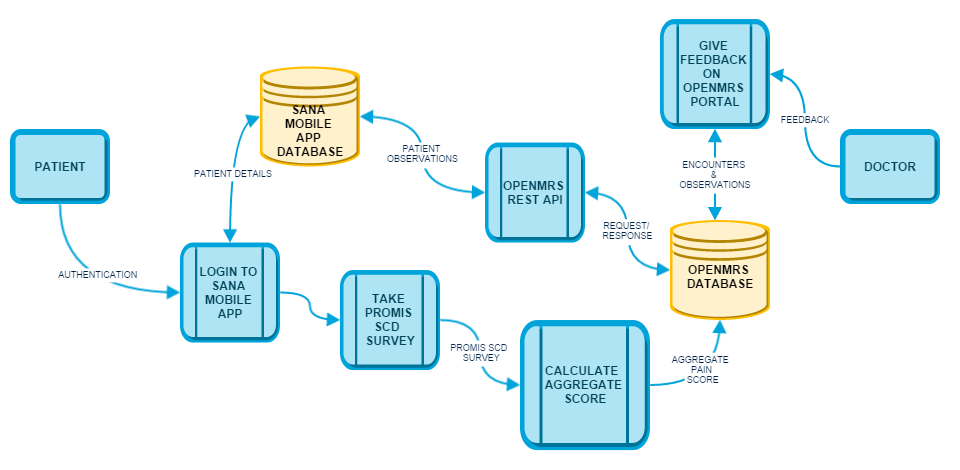 GIVE
FEEDBACK
ON
OPENMRS
PORTAL
SANA
MOBILE
APP
DATABASE
FEEDBACK
PATIENT
OBSERVATIONS
PATIENT
DOCTOR
PATIENT DETAILS
ENCOUNTERS
&
OBSERVATIONS
OPENMRS
REST API
REQUEST/
RESPONSE
OPENMRS
DATABASE
AUTHENTICATION
LOGIN TO
SANA
MOBILE
APP
TAKE
PROMIS
SCD
SURVEY
PROMIS SCD
SURVEY
CALCULATE
AGGREGATE
SCORE
AGGREGATE
PAIN
SCORE